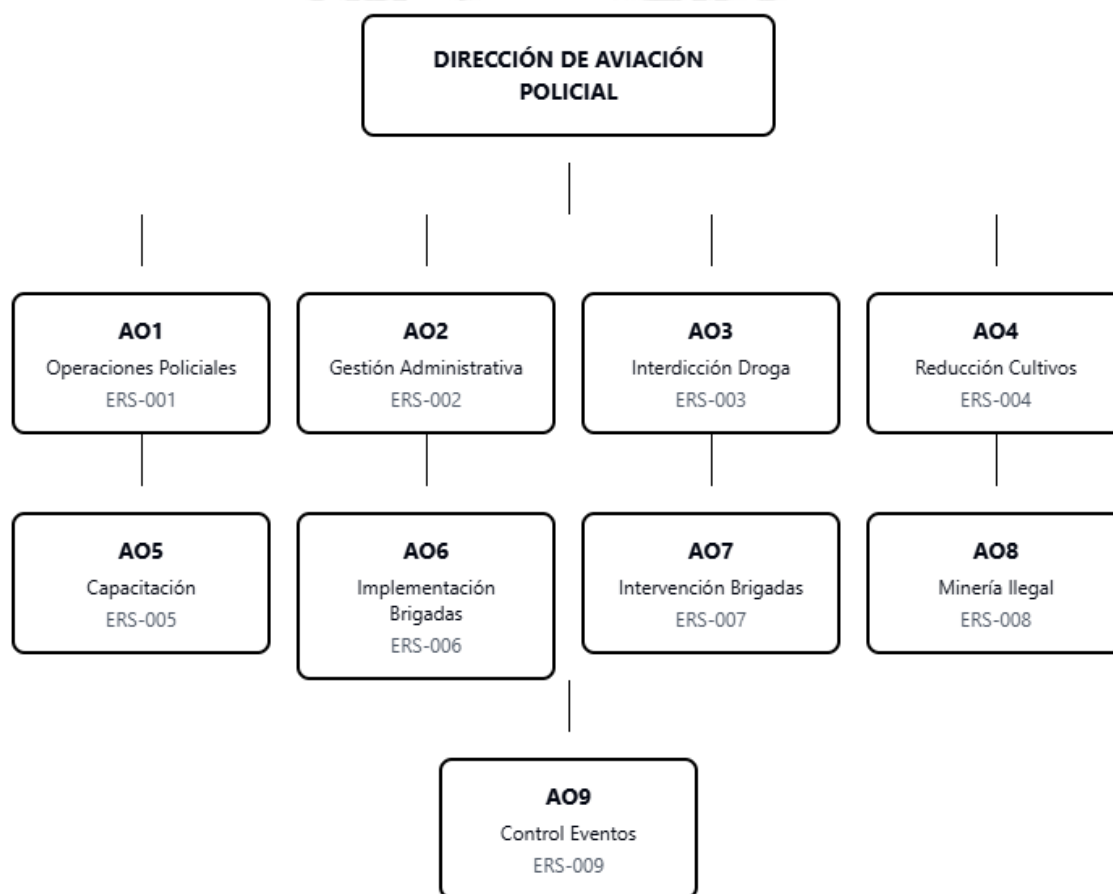 DIRECCIÓN DE AVIACIÓN
POLICIAL
AO1
Operaciones Policiales
ERS-001
AO2
Gestión Administrativa
ERS-002
AO3
Interdicción Droga
ERS-003
AO4
Reducción Cultivos
ERS-004
AO5
Capacitación
ERS-005
AO6
Implementación
Brigadas
ERS-006
AO7
Intervención Brigadas
ERS-007
AO8
Minería Ilegal
ERS-008
AO9
Control Eventos
ERS-009